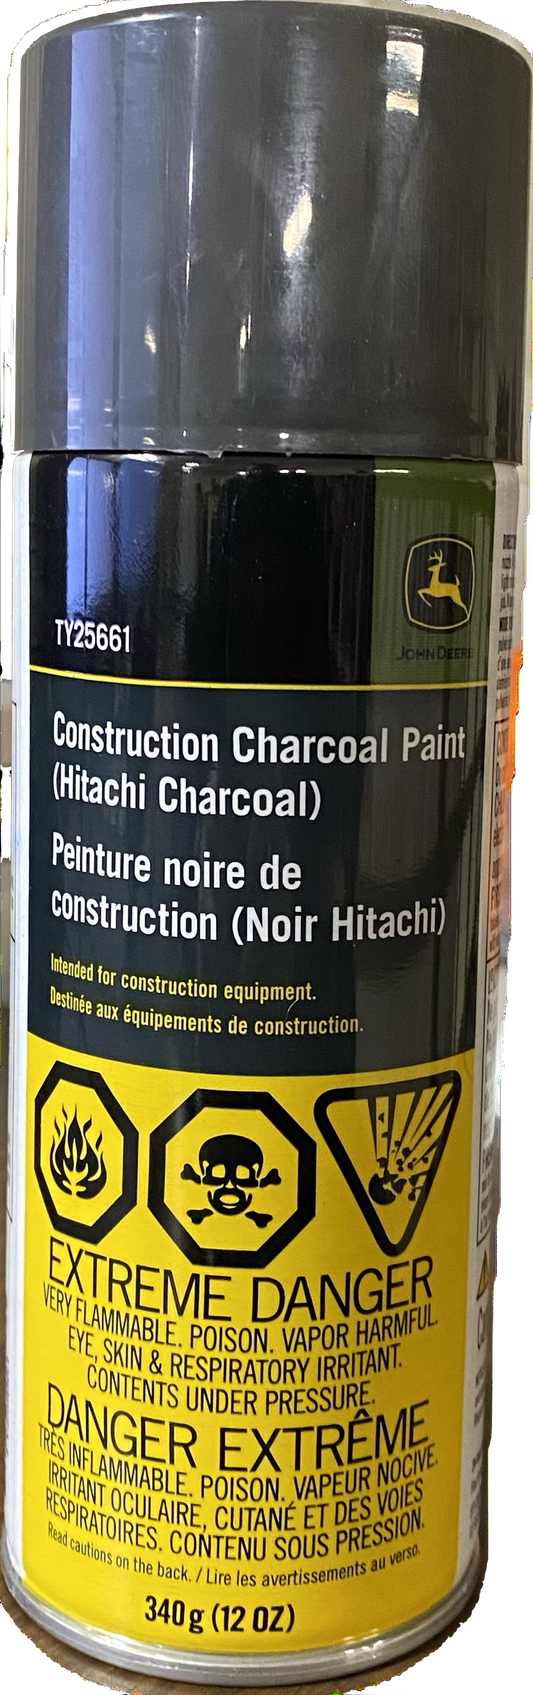 TY25661
JOHN DEERE
Construction Charcoal Paint
(Hitachi Charcoal)
Peinture noire de
construction (Noir Hitachi)
Intended for construction equipment.
Destinée aux équipements de construction.
EXTREME DANGER
VERY FLAMMABLE. POISON. VAPOR HARMFUL.
EYE, SKIN & RESPIRATORY IRRITANT.
CONTENTS UNDER PRESSURE.
DANGER EXTRÊME
TRÈS INFLAMMABLE. POISON. VAPEUR NOCIVE.
IRRITANT OCULAIRE, CUTANÉ ET DES VOIES
RESPIRATOIRES. CONTENU SOUS PRESSION.
Read cautions on the back. / Lire les avertissements au verso.
340 g (12 OZ)